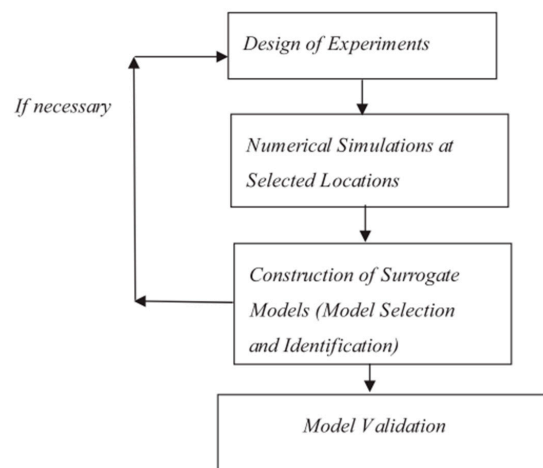 Design of Experiments
If necessary
Numerical Simulations at
Selected Locations
Construction of Surrogate
Models (Model Selection
and Identification)
Model Validation